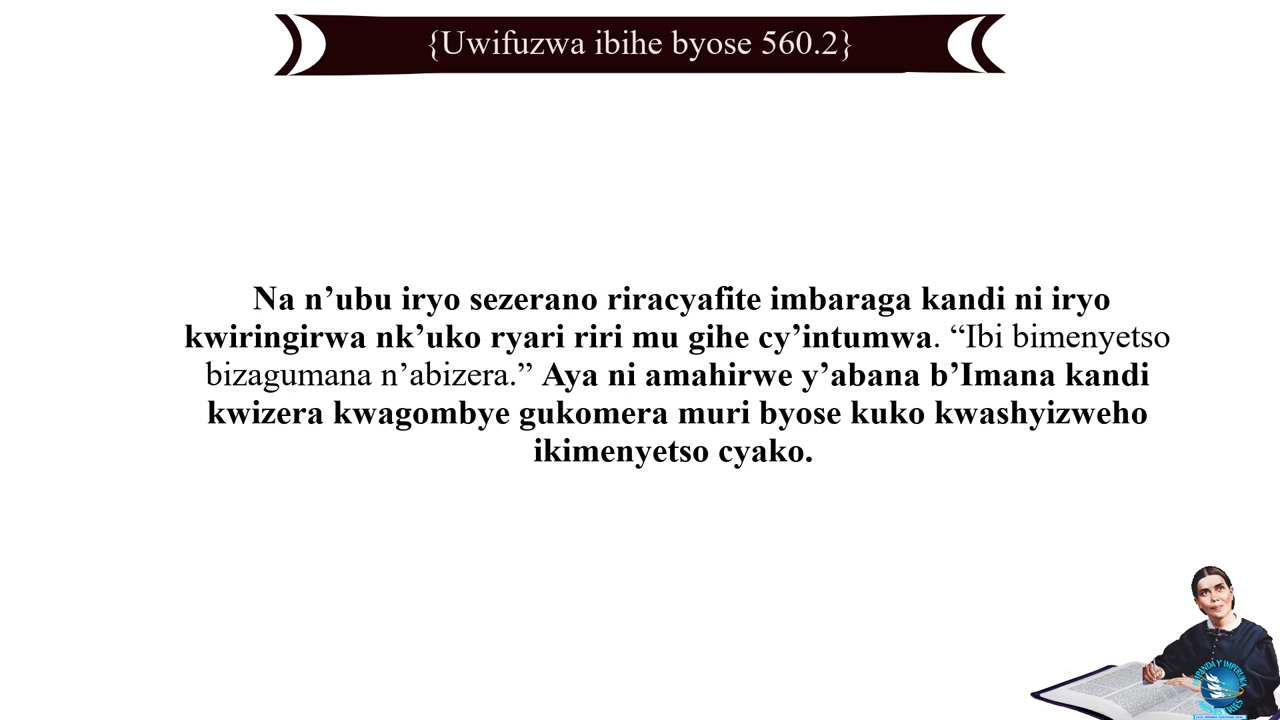 {Uwifuzwa ibihe byose 560.2}
Na n’ubu iryo sezerano riracyafite imbaraga kandi ni iryo
kwiringirwa nk’uko ryari riri mu gihe cy’intumwa. “Ibi bimenyetso
bizagumana n’abizera.” Aya ni amahirwe y’abana b’Imana kandi
kwizera kwagombye gukomera muri byose kuko kwashyizweho
ikimenyetso cyako.